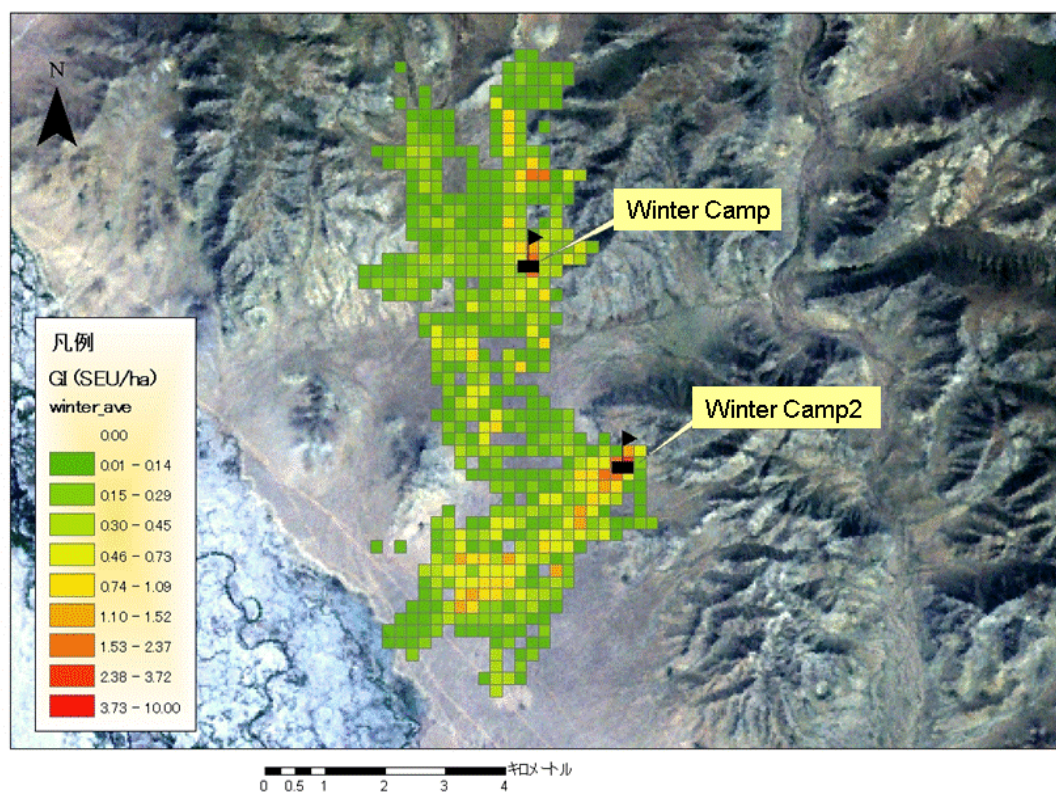 N
Winter Camp
Winter Camp2
凡例
GI (SEU/ha)
winter_ave
0.00
0.01 - 0.14
0.15 - 0.29
0.30 - 0.45
0.46 - 0.73
0.74 - 1.09
1.10 - 1.52
1.53 - 2.37
2.38 - 3.72
3.73 - 10.00
キロメートル
0 0.5 1 2 3 4